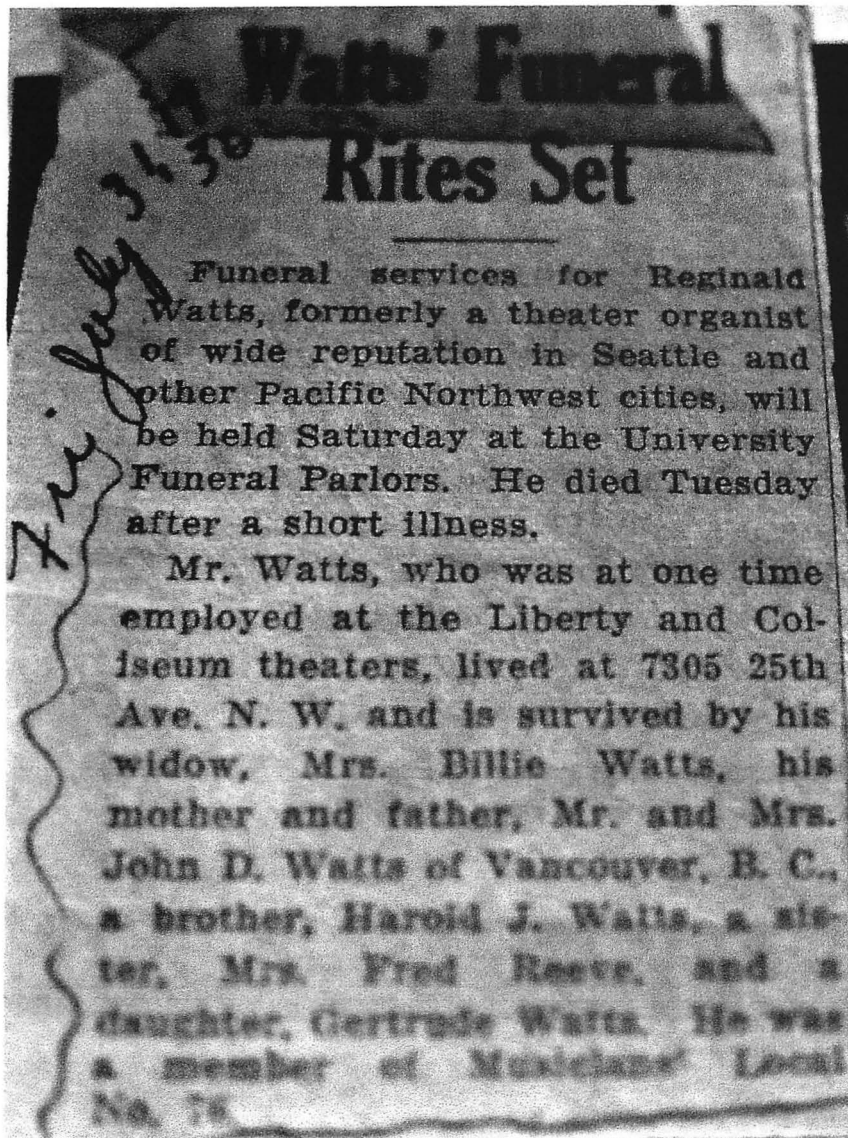 Watts' Funeral
Rites Set
Fri July 31
Funeral services for Reginald
Watts, formerly a theater organist
of wide reputation in Seattle and
other Pacific Northwest cities, will
be held Saturday at the University
Funeral Parlors. He died Tuesday
after a short illness.
Mr. Watts, who was at one time
employed at the Liberty and Col-
iseum theaters, lived at 7305 25th
Ave. N. W. and is survived by his
widow, Mrs. Billie Watts, his
mother and father, Mr. and Mrs.
John D. Watts of Vancouver, B. C.,
a brother, Harold J. Watts, a sis-
ter, Mrs. Fred Reeve, and a
daughter, Gertrude Watts. He was
a member of Musicians' Local
No. 76